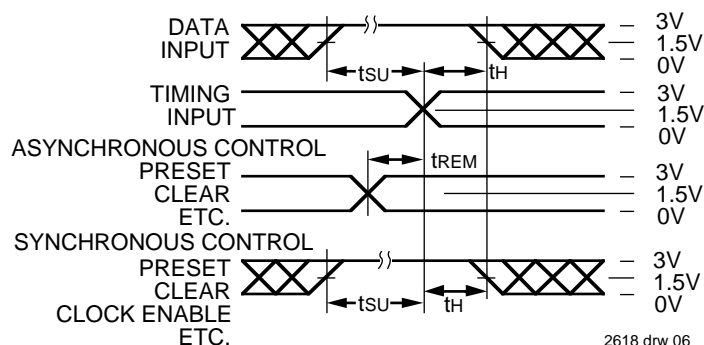 DATA
INPUT
3V
1.5V
0V
tSU
tH
TIMING
INPUT
3V
1.5V
0V
ASYNCHRONOUS CONTROL
PRESET
CLEAR
ETC.
tREM
3V
1.5V
0V
SYNCHRONOUS CONTROL
PRESET
CLEAR
CLOCK ENABLE
ETC.
tSU
tH
3V
1.5V
0V
2618 drw 06